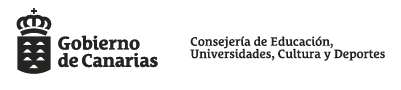 Gobierno
de Canarias
Consejería de Educación,
Universidades, Cultura y Deportes